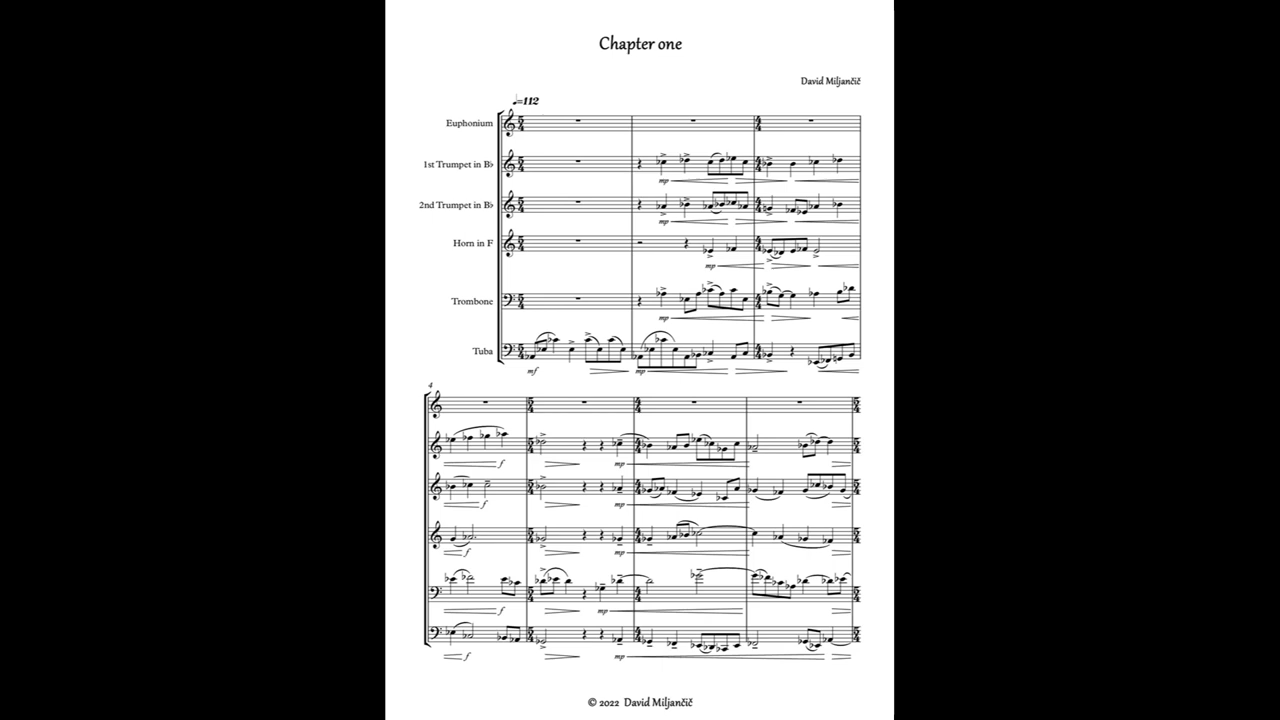 Chapter one
David Miljančič
♩=112
Euphonium
1st Trumpet in B♭
2nd Trumpet in B♭
Horn in F
Trombone
Tuba
mp
mp
mp
mp
mf mp
4
f mp
f mp
f mp
f mp
f mp
© 2022 David Miljančič